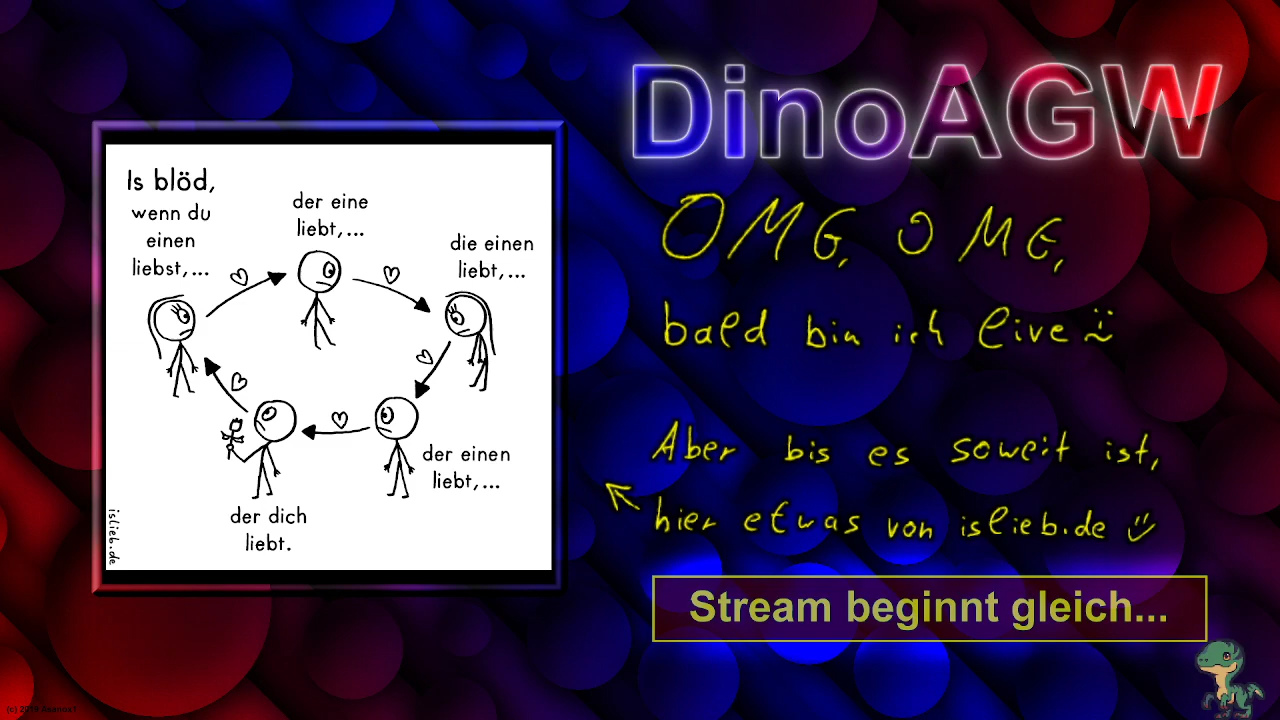 DinoAGW
OMG, OMG,
bald bin ich live
Aber bis es soweit ist,
hier etwas von islieb.de
Stream beginnt gleich...
Is blöd,
wenn du
einen
liebst,...
der eine
liebt,...
die einen
liebt,...
der einen
liebt,...
der dich
liebt.
islieb.de
(c)